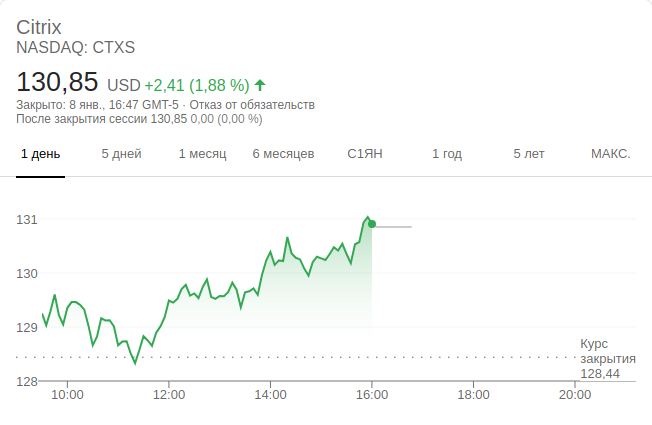 Citrix
NASDAQ: CTXS
130,85 USD +2,41 (1,88 %)
Закрыто: 8 янв., 16:47 GMT-5 · Отказ от обязательств
После закрытия сессии 130,85 0,00 (0,00 %)
1 день 5 дней 1 месяц 6 месяцев С1ЯН 1 год 5 лет МАКС.
131
130
129
Курс
закрытия
128,44
128
10:00 12:00 14:00 16:00 18:00 20:00